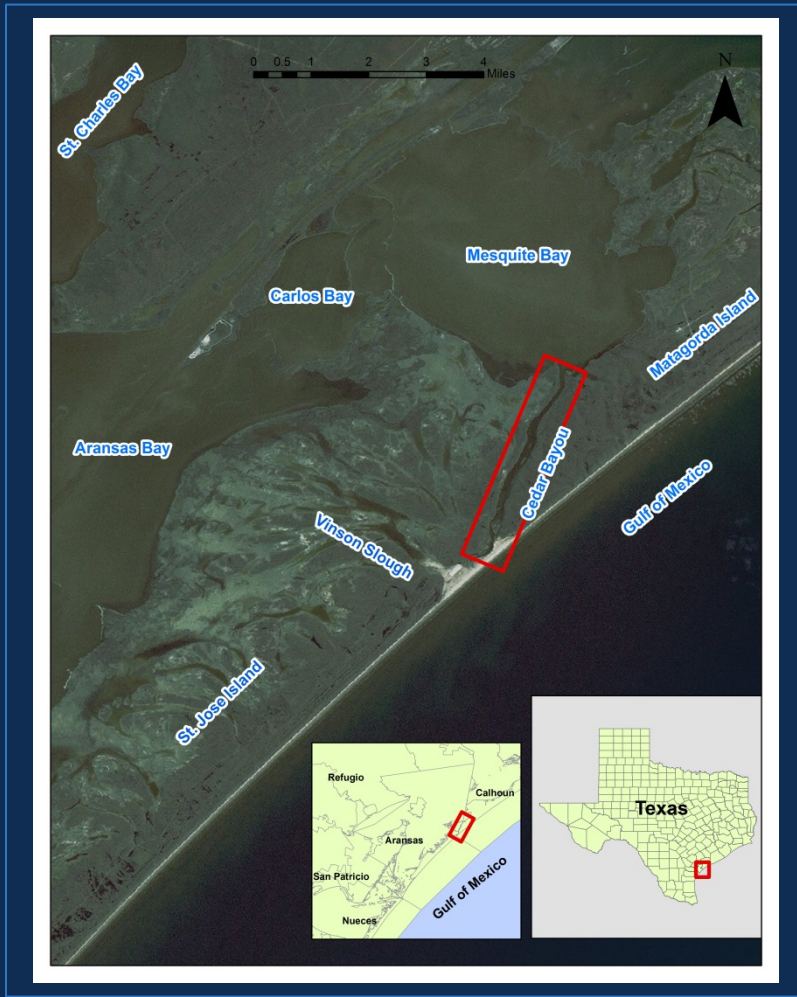 0 0.5 1 2 3 4
Miles
N
St. Charles Bay
Mesquite Bay
Carlos Bay
Matagorda Island
Aransas Bay
Cedar Bayou
Gulf of Mexico
Vinson Slough
St. Jose Island
Refugio
Calhoun
Aransas
San Patricio
Nueces
Gulf of Mexico
Texas